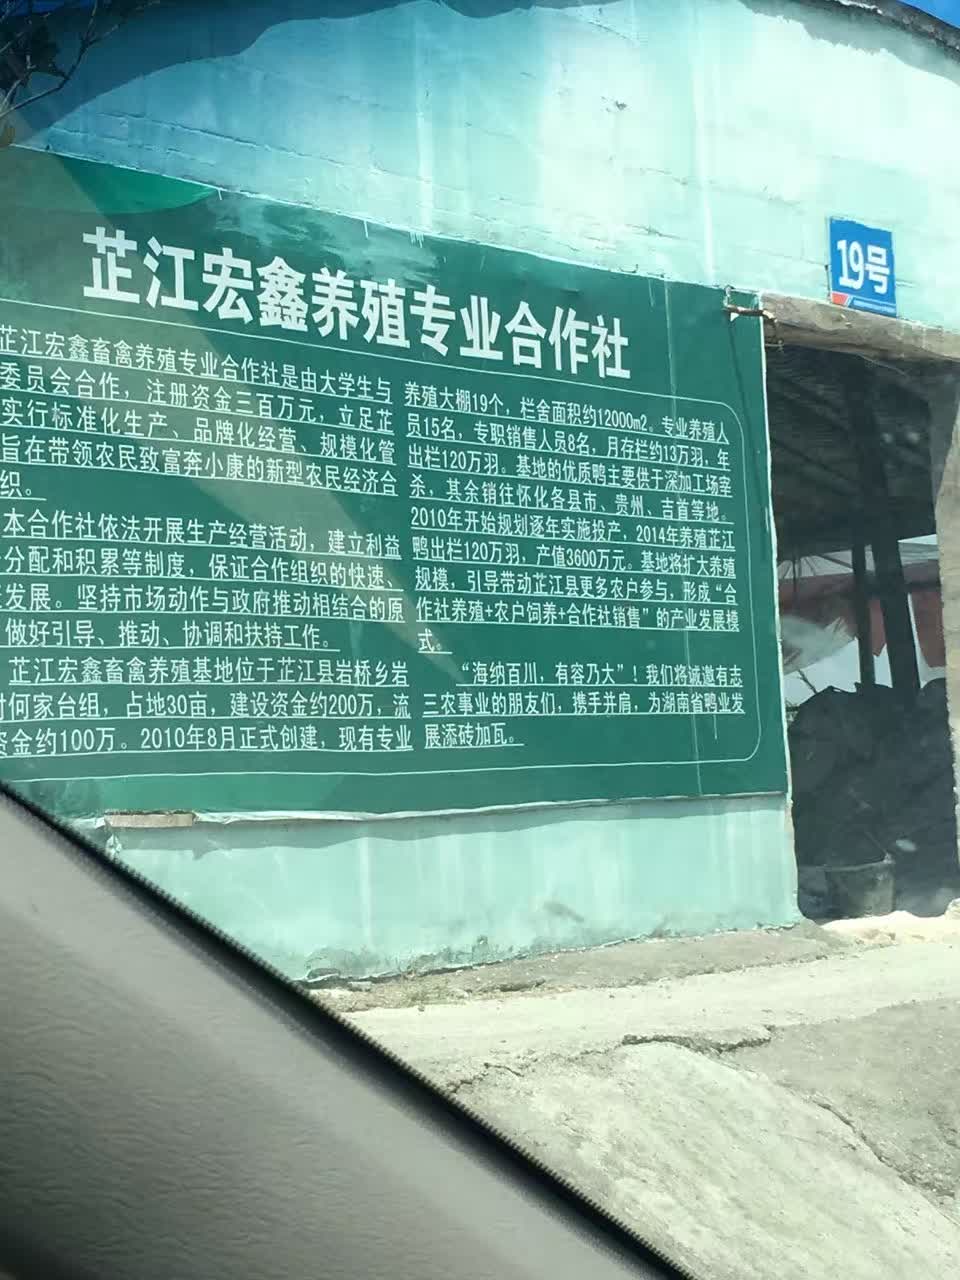 芷江宏鑫养殖专业合作社
19号
芷江宏鑫畜禽养殖专业合作社是由大学生与
委员会合作，注册资金三百万元，立足芷
实行标准化生产、品牌化经营、规模化管
旨在带领农民致富奔小康的新型农民经济合
织。
本合作社依法开展生产经营活动，建立利益
分配和积累等制度，保证合作组织的快速、
发展。坚持市场动作与政府推动相结合的原
做好引导、推动、协调和扶持工作。
芷江宏鑫畜禽养殖基地位于芷江县岩桥乡岩
村何家台组，占地30亩，建设资金约200万，流
资金约100万。2010年8月正式创建，现有专业
养殖大棚19个，栏舍面积约12000m2。专业养殖人
员15名，专职销售人员8名，月存栏约13万羽，年
出栏120万羽。基地的优质鸭主要供于深加工场宰
杀，其余销往怀化各县市、贵州、吉首等地。
2010年开始规划逐年实施投产，2014年养殖芷江
鸭出栏120万羽，产值3600万元。基地将扩大养殖
规模，引导带动芷江县更多农户参与，形成“合
作社养殖+农户饲养+合作社销售”的产业发展模
式。
“海纳百川，有容乃大”！我们将诚邀有志
三农事业的朋友们，携手并肩，为湖南省鸭业发
展添砖加瓦。